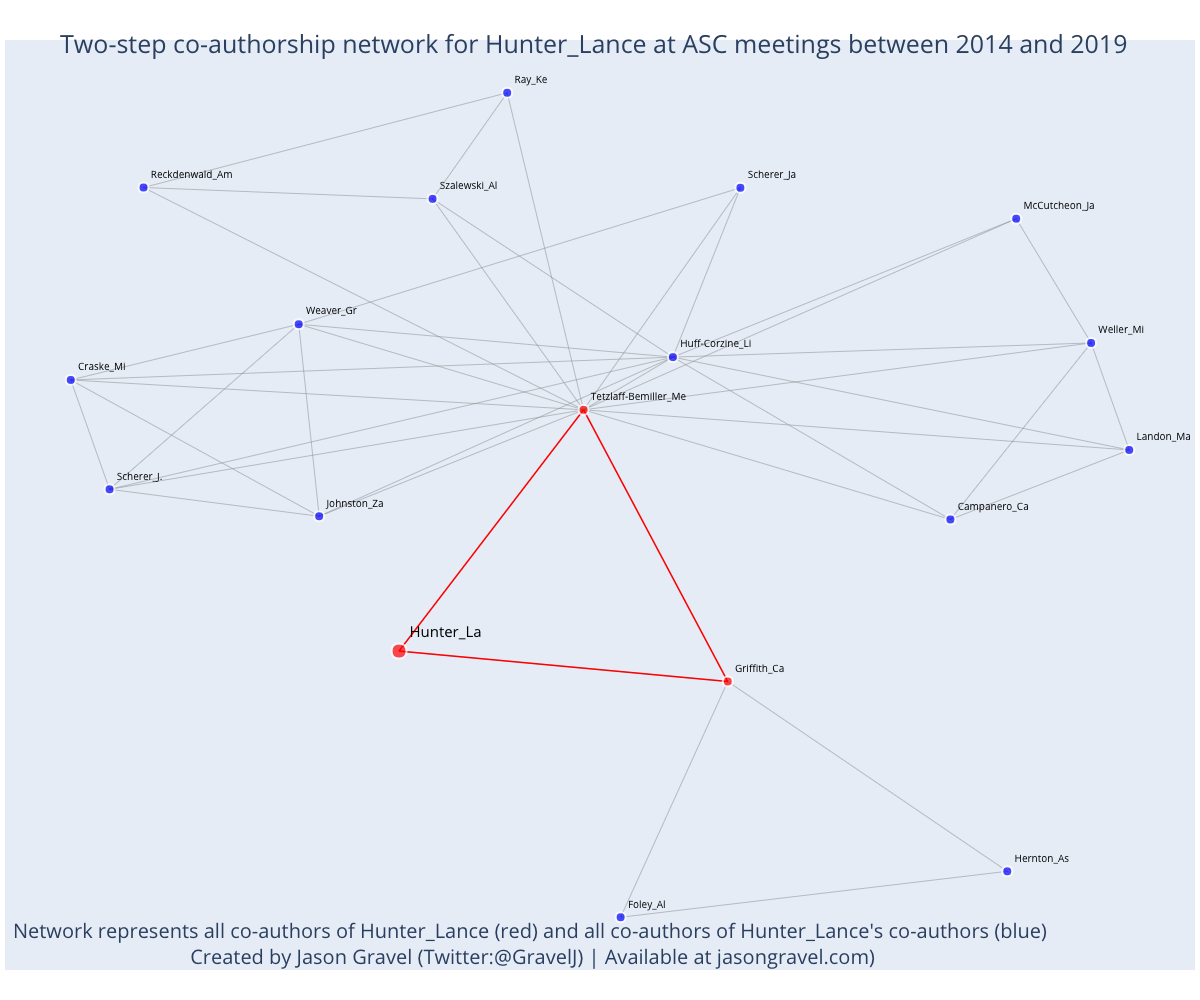 Two-step co-authorship network for Hunter_Lance at ASC meetings between 2014 and 2019
Ray_Ke
Reckdenwald_Am
Szalewski_Al
Scherer_Ja
McCutcheon_Ja
Weaver_Gr
Weller_Mi
Huff-Corzine_Li
Craske_Mi
Tetzlaff-Bemiller_Me
Landon_Ma
Scherer_J.
Johnston_Za
Campanero_Ca
Hunter_La
Griffith_Ca
Hernton_As
Foley_Al
Network represents all co-authors of Hunter_Lance (red) and all co-authors of Hunter_Lance's co-authors (blue)
Created by Jason Gravel (Twitter:@GravelJ) | Available at jasongravel.com)